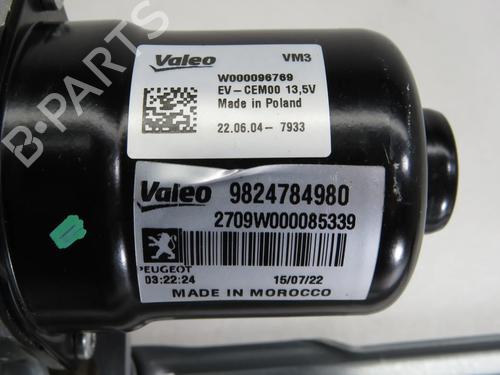 Valeo VM3
W000096769
EV-CEM00 13,5V
Made in Poland
22.06.04- 7933
Valeo 9824784980
2709W000085339
PEUGEOT
03:22:24 15/07/22
MADE IN MOROCCO